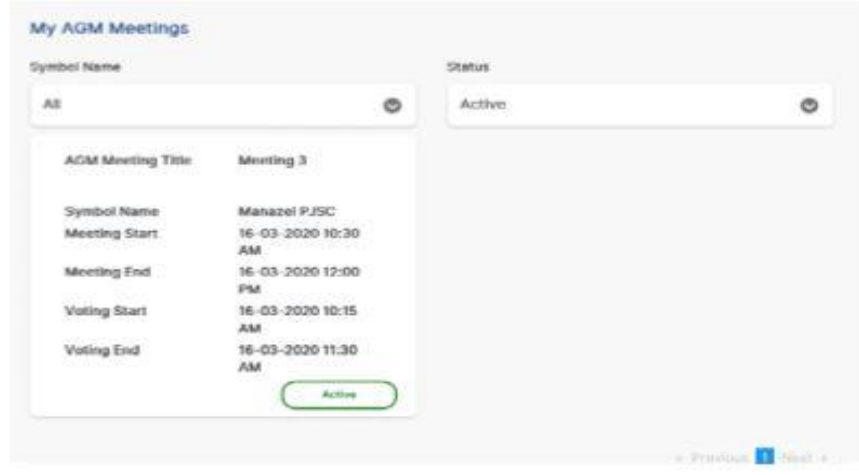 My AGM Meetings
Symbol Name Status
All Active
AGM Meeting Title Meeting 3
Symbol Name Manazel PJSC
Meeting Start 16-03-2020 10:30
AM
Meeting End 16-03-2020 12:00
PM
Voting Start 16-03-2020 10:15
AM
Voting End 16-03-2020 11:30
AM
Active
« Previous 1 Next »